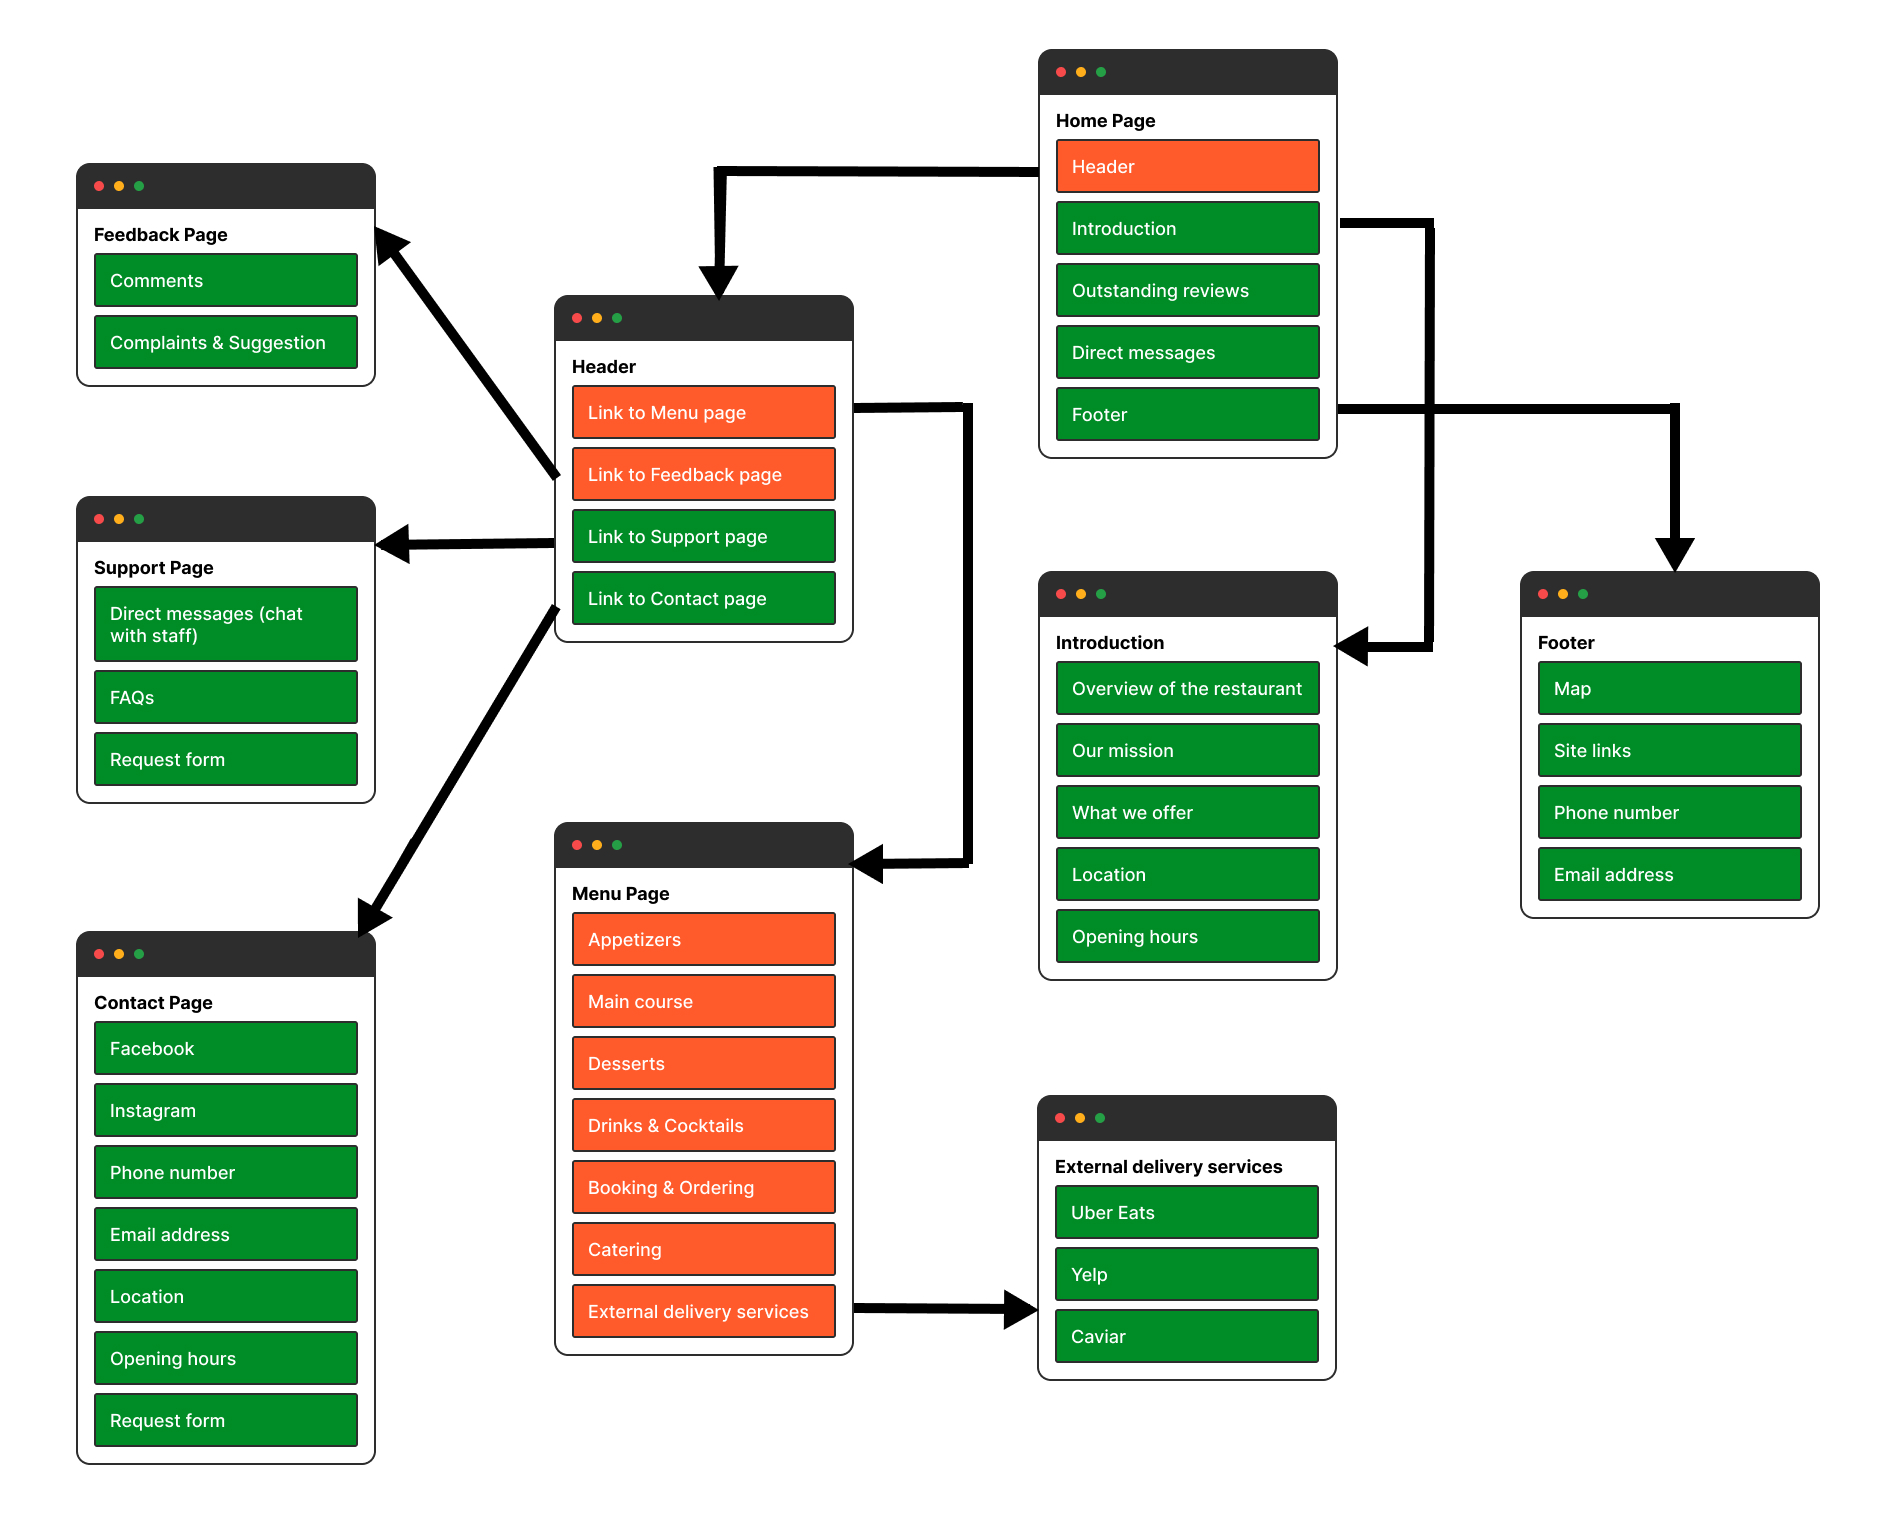 Home Page
Header
Introduction
Outstanding reviews
Direct messages
Footer
Feedback Page
Comments
Complaints & Suggestion
Header
Link to Menu page
Link to Feedback page
Link to Support page
Link to Contact page
Support Page
Direct messages (chat
with staff)
FAQs
Request form
Introduction
Overview of the restaurant
Our mission
What we offer
Location
Opening hours
Footer
Map
Site links
Phone number
Email address
Menu Page
Appetizers
Main course
Desserts
Drinks & Cocktails
Booking & Ordering
Catering
External delivery services
Contact Page
Facebook
Instagram
Phone number
Email address
Location
Opening hours
Request form
External delivery services
Uber Eats
Yelp
Caviar